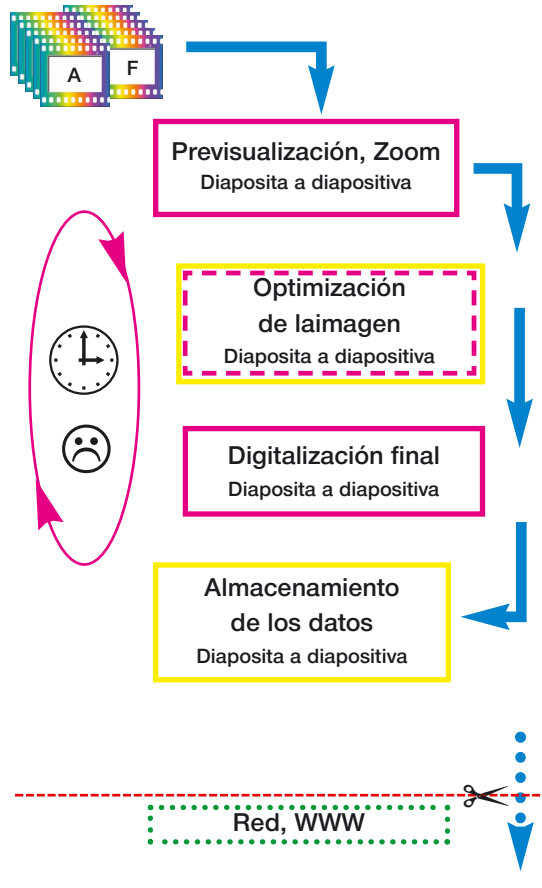 A
F
Previsualización, Zoom
Diaposita a diapositiva
Optimización
de laimagen
Diaposita a diapositiva
Digitalización final
Diaposita a diapositiva
Almacenamiento
de los datos
Diaposita a diapositiva
Red, WWW